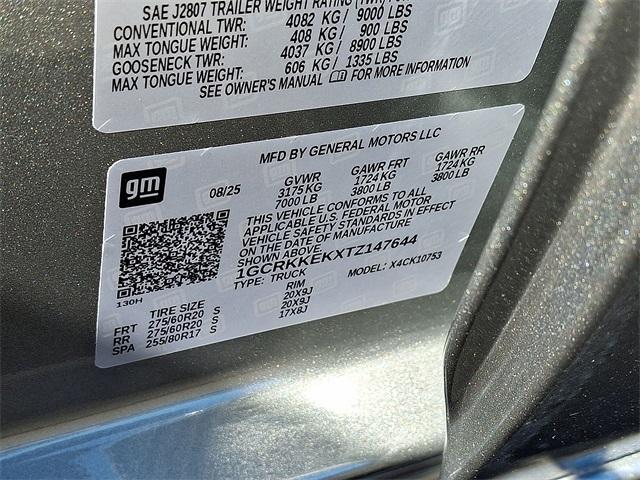 SAE J2807 TRAILER WEIGHT RATING (TWR)
CONVENTIONAL TWR: 4082 KG / 9000 LBS
MAX TONGUE WEIGHT: 408 KG / 900 LBS
GOOSENECK TWR: 4037 KG / 8900 LBS
MAX TONGUE WEIGHT: 606 KG / 1335 LBS
SEE OWNER'S MANUAL FOR MORE INFORMATION
gm
MFD BY GENERAL MOTORS LLC
08/25 GVWR GAWR FRT GAWR RR
3175 KG 1724 KG 1724 KG
7000 LB 3800 LB 3800 LB
THIS VEHICLE CONFORMS TO ALL
APPLICABLE U.S. FEDERAL MOTOR
VEHICLE SAFETY STANDARDS IN EFFECT
ON THE DATE OF MANUFACTURE
1GCRKKEKXTZ147644
TYPE: TRUCK MODEL: X4CK10753
130H
TIRE SIZE RIM
FRT 275/60R20 S 20X9J
RR 275/60R20 S 20X9J
SPA 255/80R17 S 17X8J